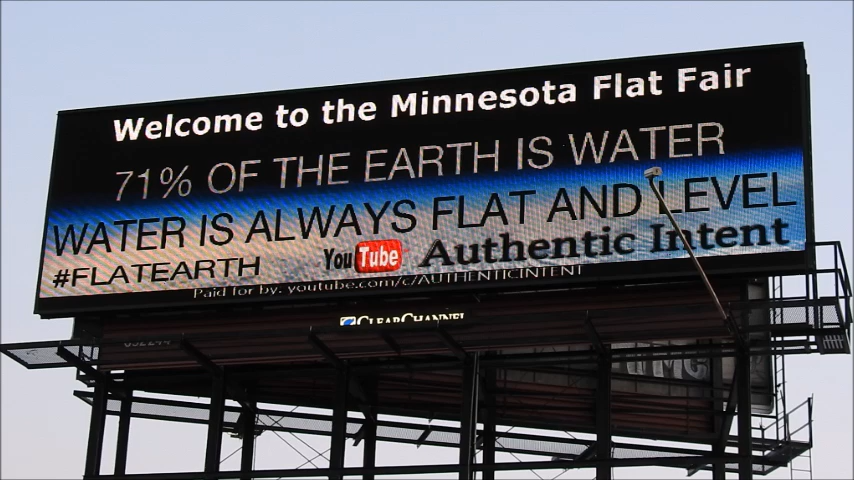 Welcome to the Minnesota Flat Fair
71% OF THE EARTH IS WATER
WATER IS ALWAYS FLAT AND LEVEL
#FLATEARTH YouTube Authentic Intent
Paid for by: youtube.com/c/AUTHENTICINTENT
CLEAR CHANNEL